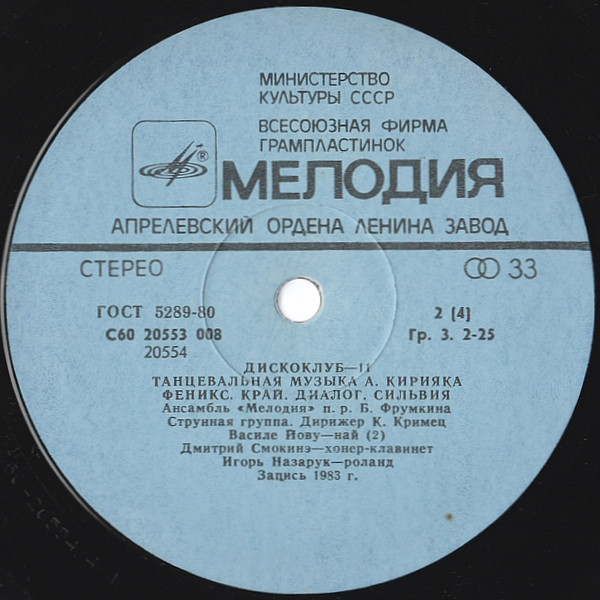 МИНИСТЕРСТВО
КУЛЬТУРЫ СССР
ВСЕСОЮЗНАЯ ФИРМА
ГРАМПЛАСТИНОК
® МЕЛОДИЯ
АПРЕЛЕВСКИЙ ОРДЕНА ЛЕНИНА ЗАВОД
СТЕРЕО 33
ГОСТ 5289-80 2 (4)
С60 20553 008 Гр. 3. 2-25
20554
ДИСКОКЛУБ—11
ТАНЦЕВАЛЬНАЯ МУЗЫКА А. КИРИЯКА
ФЕНИКС. КРАЙ. ДИАЛОГ. СИЛЬВИЯ
Ансамбль «Мелодия» п. р. Б. Фрумкина
Струнная группа. Дирижер К. Кримец
Василе Йову—най (2)
Дмитрий Смокинэ—хонер-клавинет
Игорь Назарук—роланд
Запись 1983 г.